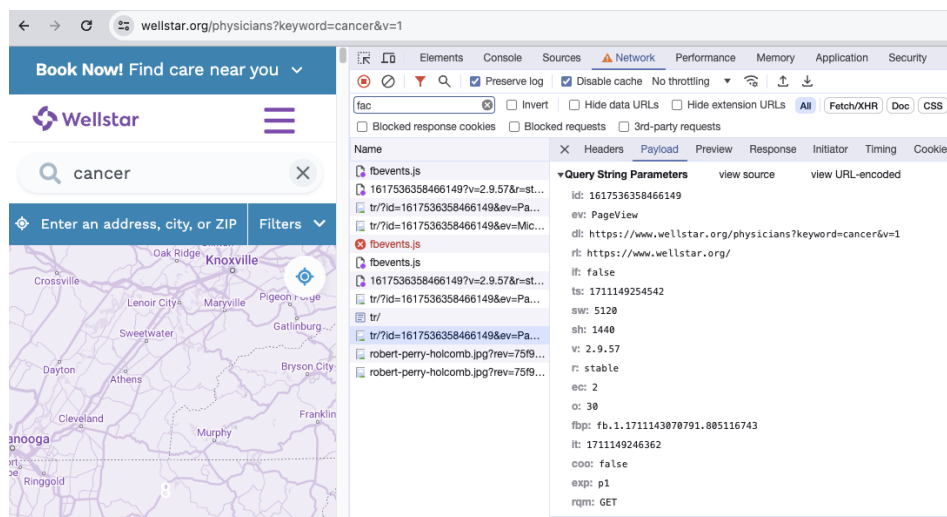 wellstar.org/physicians?keyword=cancer&v=1
Book Now! Find care near you
Wellstar
cancer
Enter an address, city, or ZIP Filters
Oak Ridge
Knoxville
Crossville
Lenoir City
Maryville
Pigeon Forge
Sweetwater
Gatlinburg
Dayton
Athens
Bryson City
Cleveland
Franklin
anooga
Murphy
Ringgold
8
Elements Console Sources Network Performance Memory Application Security
Preserve log Disable cache No throttling
fac Invert Hide data URLs Hide extension URLs All Fetch/XHR Doc CSS
Blocked response cookies Blocked requests 3rd-party requests
Name
fbevents.js
1617536358466149?v=2.9.57&r=st...
tr/?id=1617536358466149&ev=Pa...
tr/?id=1617536358466149&ev=Mic...
fbevents.js
fbevents.js
1617536358466149?v=2.9.57&r=st...
tr/?id=1617536358466149&ev=Pa...
tr/
tr/?id=1617536358466149&ev=Pa...
robert-perry-holcomb.jpg?rev=75f9...
robert-perry-holcomb.jpg?rev=75f9...
Headers Payload Preview Response Initiator Timing Cookie
Query String Parameters view source view URL-encoded
id: 1617536358466149
ev: PageView
dl: https://www.wellstar.org/physicians?keyword=cancer&v=1
rl: https://www.wellstar.org/
if: false
ts: 1711149254542
sw: 5120
sh: 1440
v: 2.9.57
r: stable
ec: 2
o: 30
fbp: fb.1.1711143070791.805116743
it: 1711149246362
coo: false
exp: p1
rqm: GET